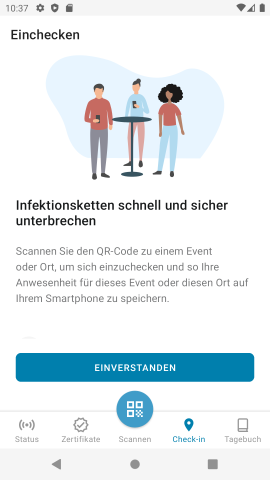 10:37
Einchecken
Infektionsketten schnell und sicher
unterbrechen
Scannen Sie den QR-Code zu einem Event
oder Ort, um sich einzuchecken und so Ihre
Anwesenheit für dieses Event oder diesen Ort auf
Ihrem Smartphone zu speichern.
EINVERSTANDEN
Status
Zertifikate
Scannen
Check-in
Tagebuch